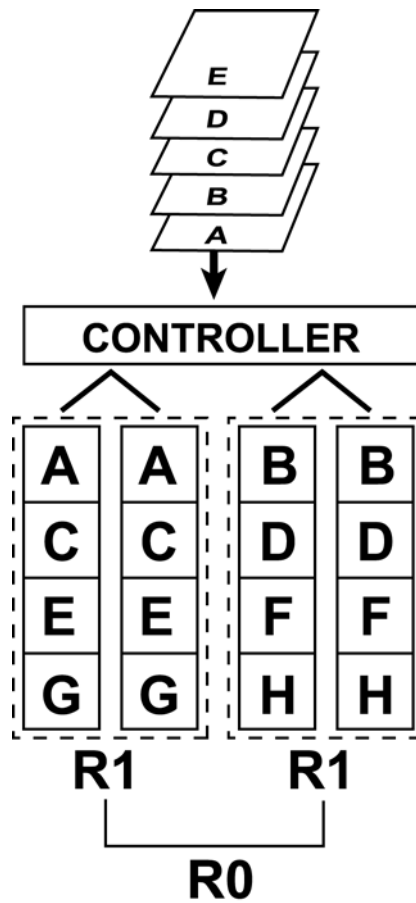 E
D
C
B
A
CONTROLLER
A A B B
C C D D
E E F F
G G H H
R1 R1
R0